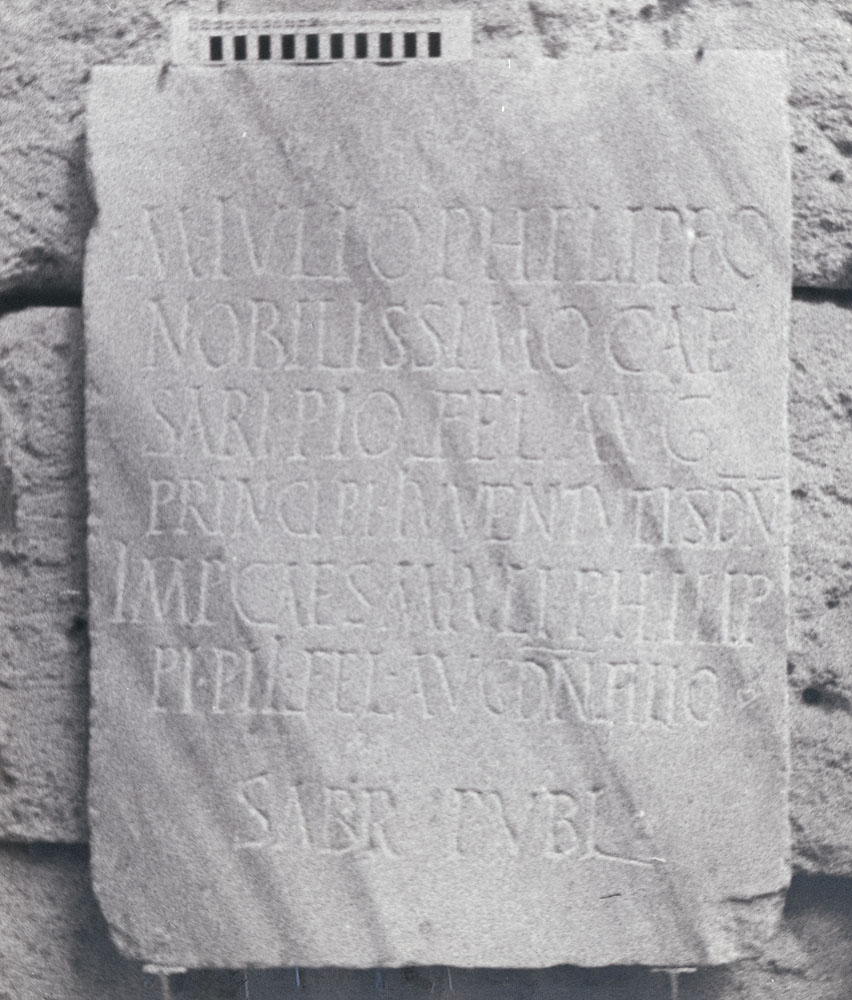 M·IVLIO PHILIPPO
NOBILISSIMO CAE
SARI PIO FEL AVG
PRINCIPI IVVENTVTIS DN
IMP CAES M IVLI PHILIP
PI·PII·FEL·AVG DN FILIO
SABR PVBL